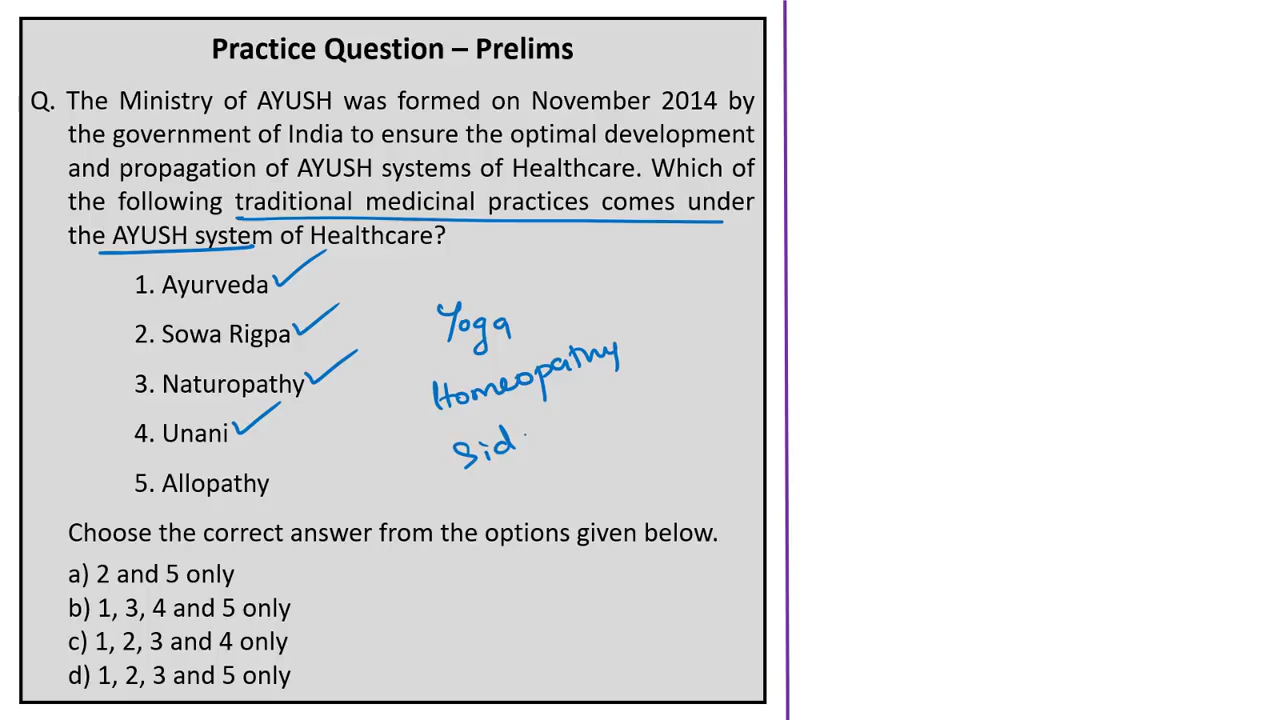 Practice Question – Prelims
Q. The Ministry of AYUSH was formed on November 2014 by
the government of India to ensure the optimal development
and propagation of AYUSH systems of Healthcare. Which of
the following traditional medicinal practices comes under
the AYUSH system of Healthcare?
1. Ayurveda
2. Sowa Rigpa
3. Naturopathy
4. Unani
5. Allopathy
Yoga
Homeopathy
Sid
Choose the correct answer from the options given below.
a) 2 and 5 only
b) 1, 3, 4 and 5 only
c) 1, 2, 3 and 4 only
d) 1, 2, 3 and 5 only